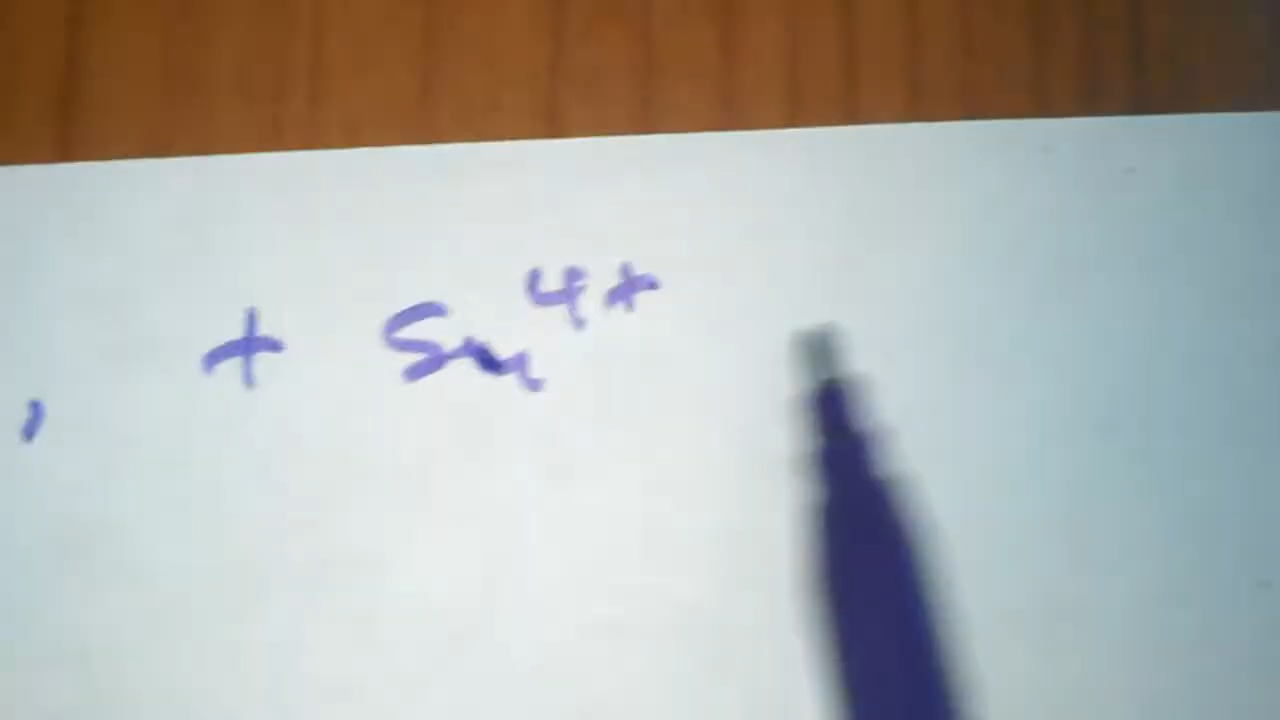 , + Sn⁴⁺